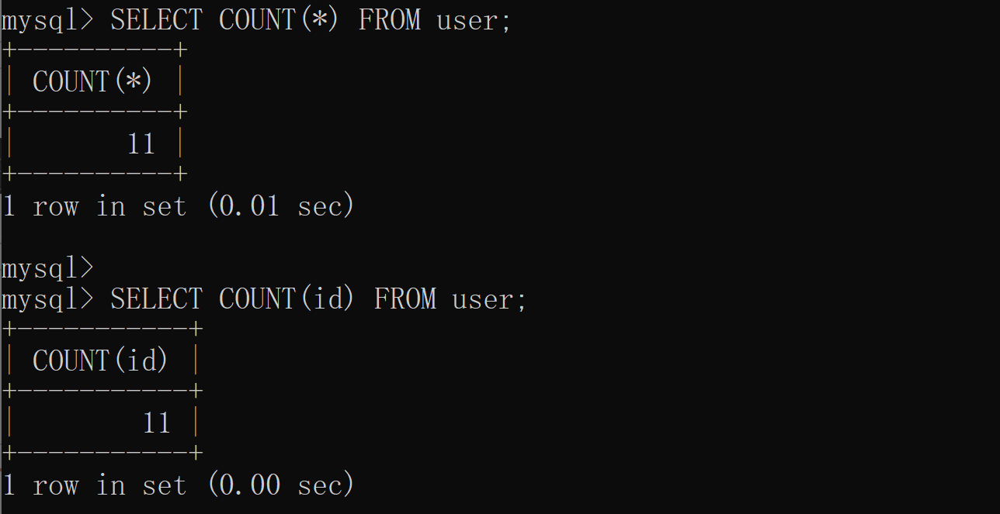 mysql> SELECT COUNT(*) FROM user;
+----------+
| COUNT(*) |
+----------+
|       11 |
+----------+
1 row in set (0.01 sec)

mysql>
mysql> SELECT COUNT(id) FROM user;
+-----------+
| COUNT(id) |
+-----------+
|        11 |
+-----------+
1 row in set (0.00 sec)